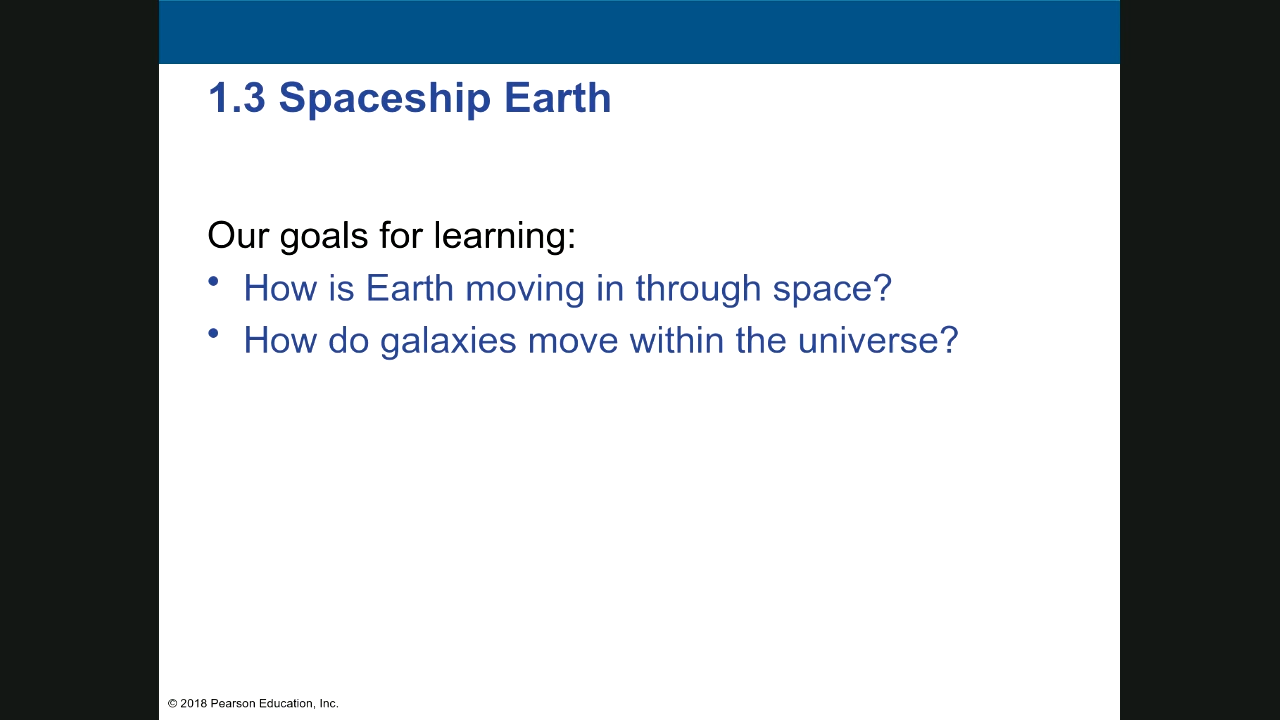 1.3 Spaceship Earth
Our goals for learning:
• How is Earth moving in through space?
• How do galaxies move within the universe?
© 2018 Pearson Education, Inc.